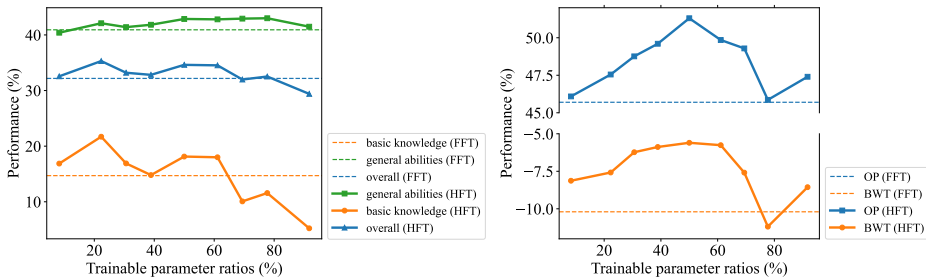 Performance (%)
40
30
20
10
20
40
60
80
Trainable parameter ratios (%)
basic knowledge (FFT)
general abilities (FFT)
overall (FFT)
general abilities (HFT)
basic knowledge (HFT)
overall (HFT)
Performance (%)
50.0
47.5
45.0
−5.0
−7.5
−10.0
20
40
60
80
Trainable parameter ratios (%)
OP (FFT)
BWT (FFT)
OP (HFT)
BWT (HFT)